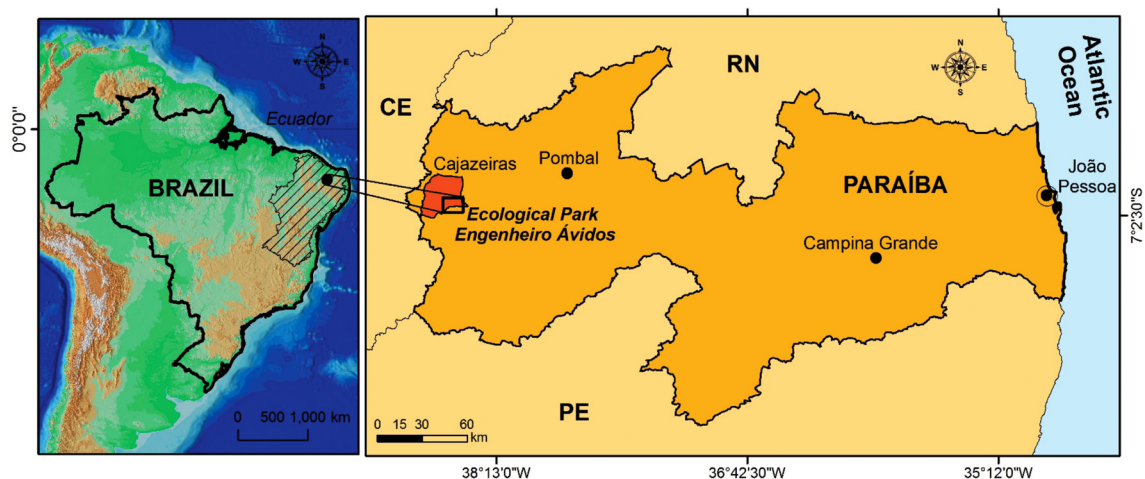 0°0'0"
N
W
E
S
Ecuador
BRAZIL
0 500 1,000 km
CE
RN
N
W
E
S
Atlantic
Ocean
Cajazeiras
Pombal
PARAÍBA
João
Pessoa
Ecological Park
Engenheiro Ávidos
Campina Grande
PE
0 15 30 60
km
7°32'0"S
38°13'0"W
36°42'30"W
35°12'0"W